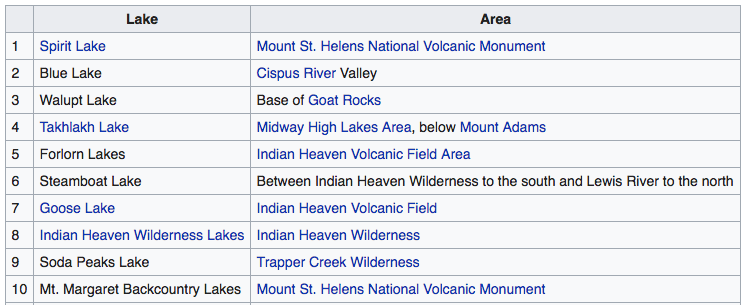 Lake Area
1 Spirit Lake Mount St. Helens National Volcanic Monument
2 Blue Lake Cispus River Valley
3 Walupt Lake Base of Goat Rocks
4 Takhlakh Lake Midway High Lakes Area, below Mount Adams
5 Forlorn Lakes Indian Heaven Volcanic Field Area
6 Steamboat Lake Between Indian Heaven Wilderness to the south and Lewis River to the north
7 Goose Lake Indian Heaven Volcanic Field
8 Indian Heaven Wilderness Lakes Indian Heaven Wilderness
9 Soda Peaks Lake Trapper Creek Wilderness
10 Mt. Margaret Backcountry Lakes Mount St. Helens National Volcanic Monument